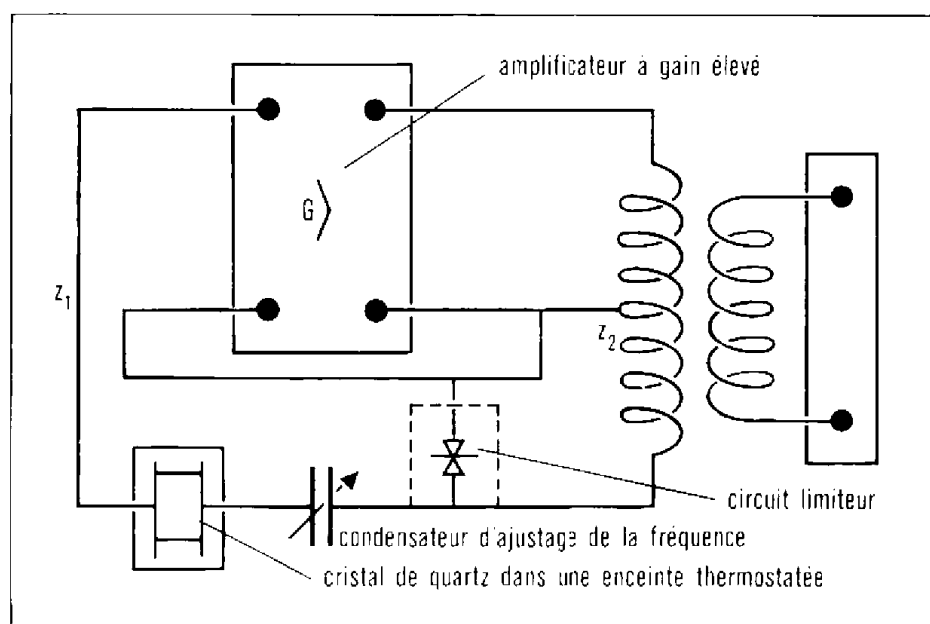 amplificateur à gain élevé
G
z1
z2
circuit limiteur
condensateur d'ajustage de la fréquence
cristal de quartz dans une enceinte thermostatée